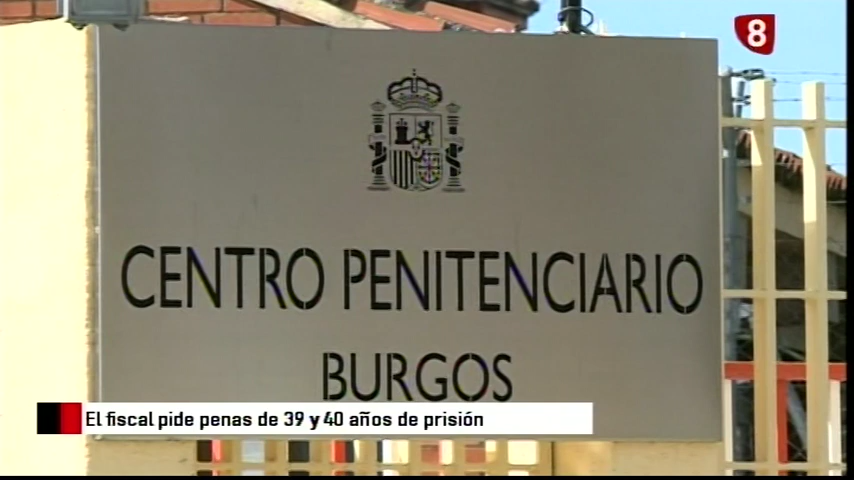 8
CENTRO PENITENCIARIO
BURGOS
El fiscal pide penas de 39 y 40 años de prisión